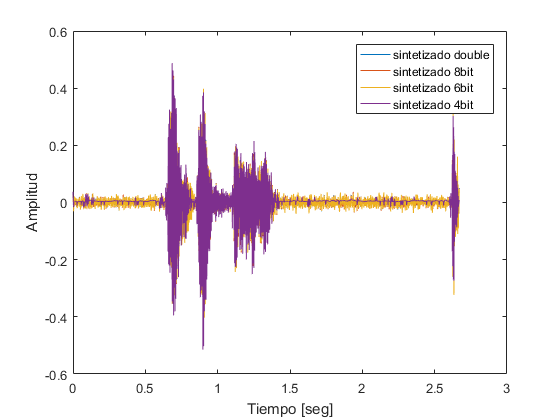 0.6
sintetizado double
sintetizado 8bit
sintetizado 6bit
sintetizado 4bit
0.4
0.2
0
-0.2
-0.4
-0.6
Amplitud
0 0.5 1 1.5 2 2.5 3
Tiempo [seg]